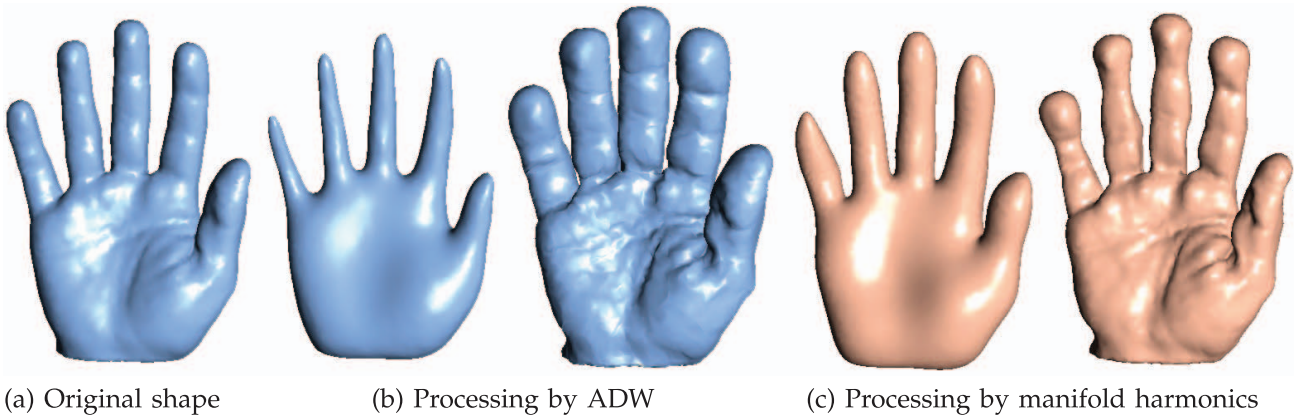 (a) Original shape
(b) Processing by ADW
(c) Processing by manifold harmonics